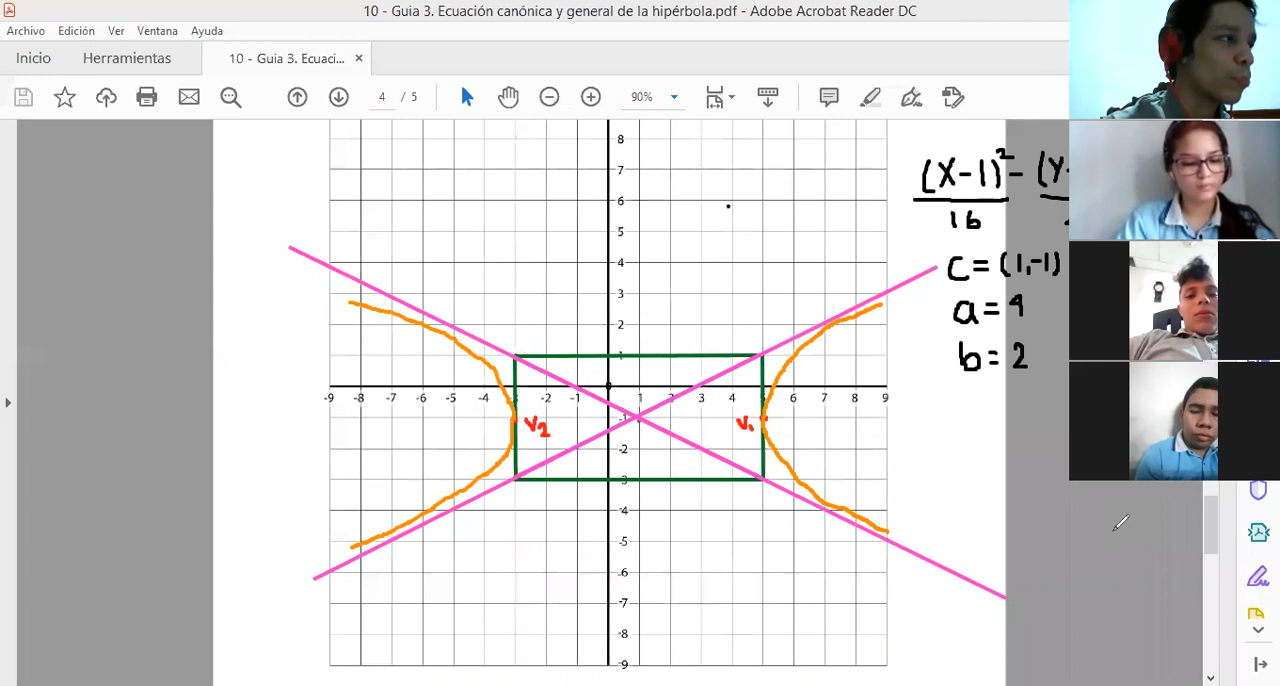 10 - Guia 3. Ecuación canónica y general de la hipérbola.pdf - Adobe Acrobat Reader DC
Archivo Edición Ver Ventana Ayuda
Inicio Herramientas 10 - Guia 3. Ecuaci... ×
4 / 5 90%
8
7
6
5
4
3
2
1
-9 -8 -7 -6 -5 -4 -3 -2 -1 0 1 2 3 4 5 6 7 8 9
-1
-2
-3
-4
-5
-6
-7
-8
-9
V2 V1
(X-1)² - (Y-
16
C = (1,-1)
a = 4
b = 2